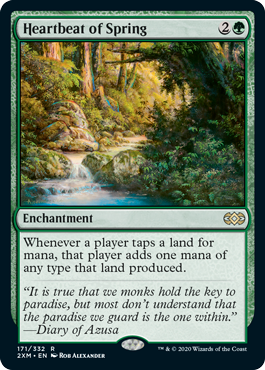 Heartbeat of Spring 2
Enchantment
Whenever a player taps a land for
mana, that player adds one mana of
any type that land produced.
“It is true that we monks hold the key to
paradise, but most don’t understand that
the paradise we guard is the one within.”
—Diary of Azusa
171/332 R
2XM • EN Rob Alexander ™ & © 2020 Wizards of the Coast